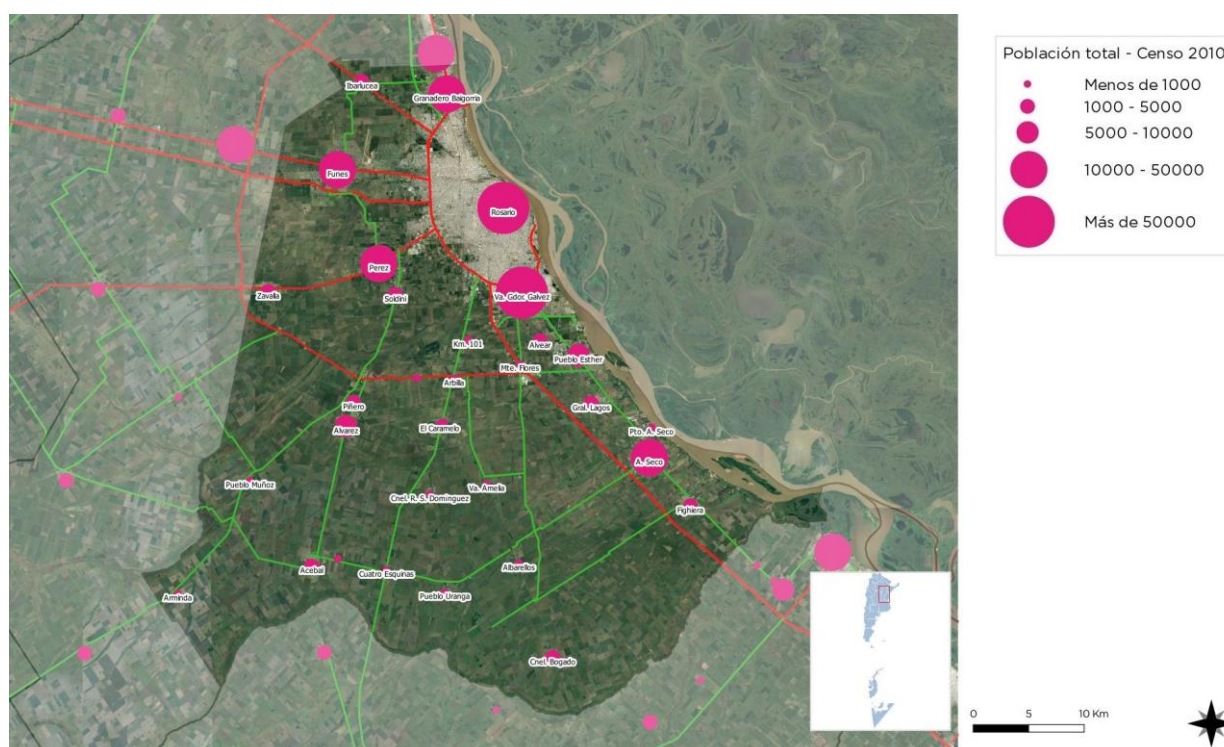 Población total - Censo 2010
Menos de 1000
1000 - 5000
5000 - 10000
10000 - 50000
Más de 50000
Ibarlucea
Granadero Baigorria
Funes
Rosario
Perez
Soldini
Zavalla
Va. Gdor. Galvez
Km. 101
Alvear
Pueblo Esther
Mte. Flores
Arbilla
Piñero
Gral. Lagos
Alvarez
El Caramelo
Pto. A. Seco
A. Seco
Pueblo Muñoz
Va. Amelia
Cnel. R. S. Dominguez
Fighiera
Acebal
Cuatro Esquinas
Albarellos
Pueblo Uranga
Arminda
Cnel. Bogado
0 5 10 Km